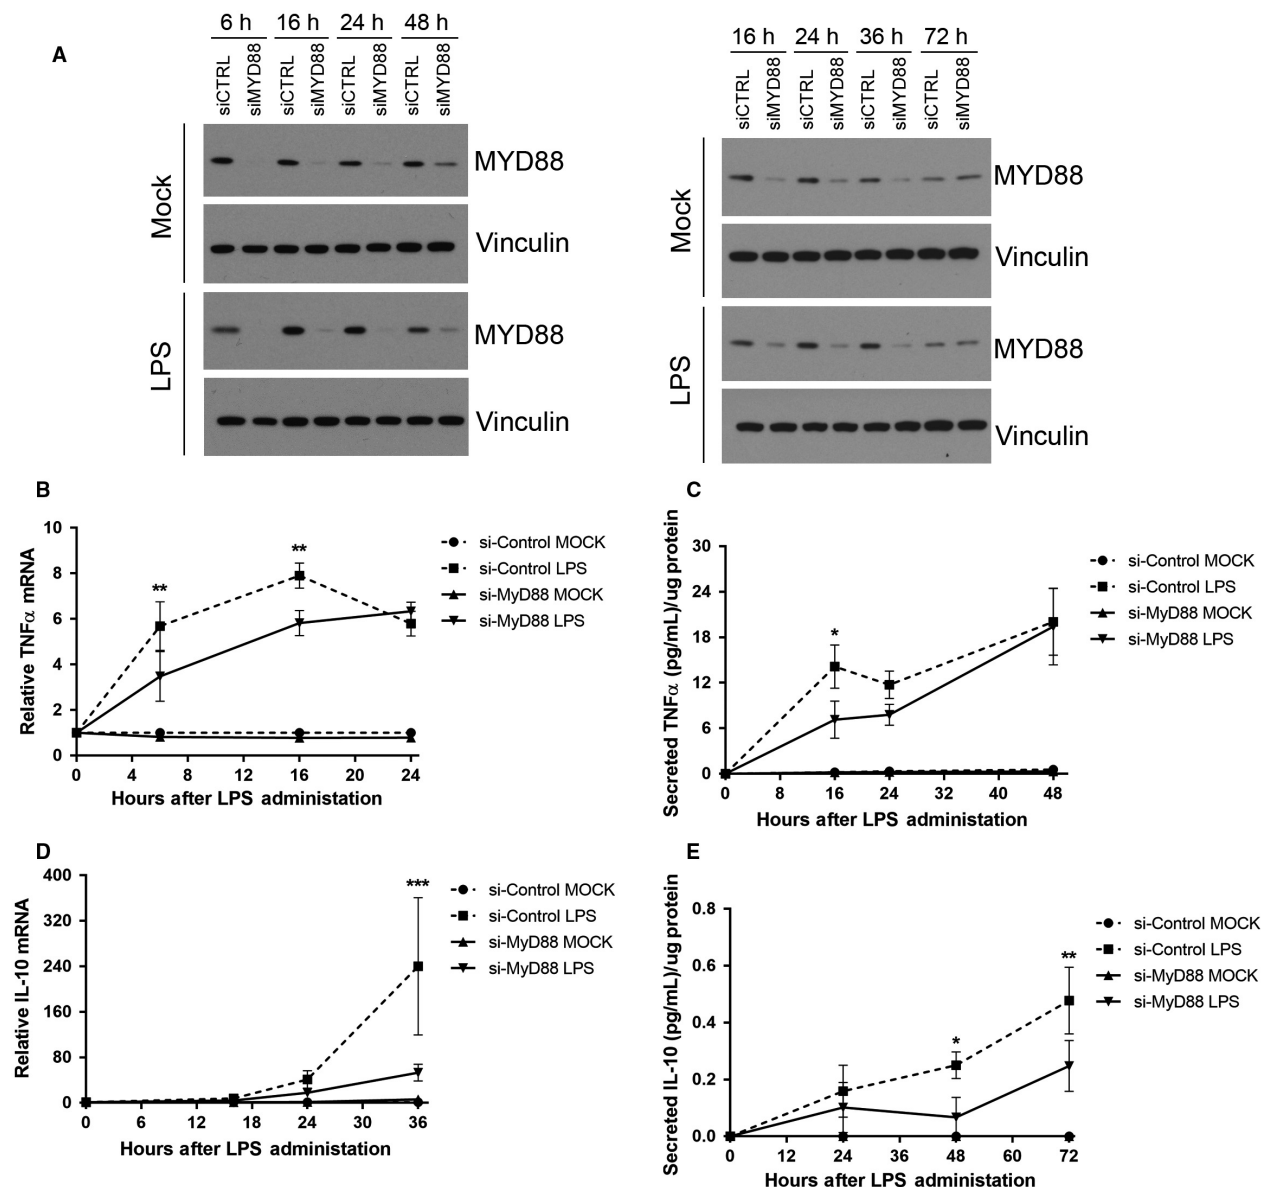 A
6 h 16 h 24 h 48 h
siCTRL siMYD88 siCTRL siMYD88 siCTRL siMYD88 siCTRL siMYD88
Mock
MYD88
Vinculin
LPS
MYD88
Vinculin
16 h 24 h 36 h 72 h
siCTRL siMYD88 siCTRL siMYD88 siCTRL siMYD88 siCTRL siMYD88
Mock
MYD88
Vinculin
LPS
MYD88
Vinculin
B
Relative TNFα mRNA
10
8
6
4
2
0
** **
0 4 8 12 16 20 24
Hours after LPS administation
si-Control MOCK
si-Control LPS
si-MyD88 MOCK
si-MyD88 LPS
C
Secreted TNFα (pg/mL)/ug protein
30
24
18
12
6
0
*
0 8 16 24 32 40 48
Hours after LPS administation
si-Control MOCK
si-Control LPS
si-MyD88 MOCK
si-MyD88 LPS
D
Relative IL-10 mRNA
400
320
240
160
80
0
***
0 6 12 18 24 30 36
Hours after LPS administation
si-Control MOCK
si-Control LPS
si-MyD88 MOCK
si-MyD88 LPS
E
Secreted IL-10 (pg/mL)/ug protein
0.8
0.6
0.4
0.2
0.0
* **
0 12 24 36 48 60 72
Hours after LPS administation
si-Control MOCK
si-Control LPS
si-MyD88 MOCK
si-MyD88 LPS